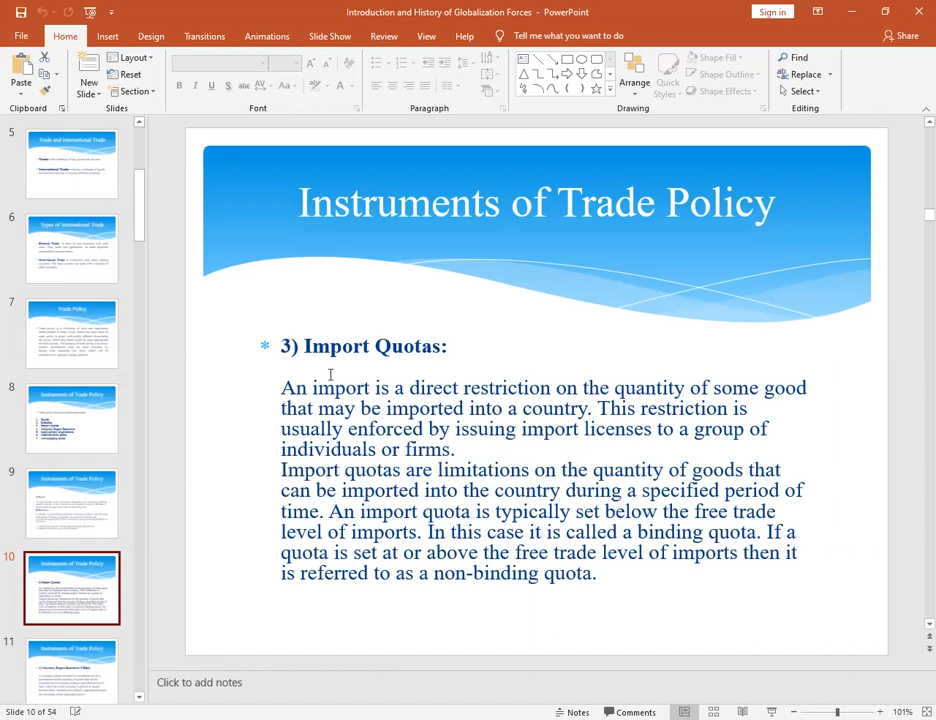 Introduction and History of Globalization Forces - PowerPoint
Sign in
File
Home
Insert
Design
Transitions
Animations
Slide Show
Review
View
Help
Tell me what you want to do
Share
Paste
Clipboard
New
Slide
Layout
Reset
Section
Slides
B I U S abc AV Aa A
Font
Paragraph
Arrange
Quick
Styles
Shape Fill
Shape Outline
Shape Effects
Drawing
Find
Replace
Select
Editing
5
Trade and International Trade
6
Types of International Trade
7
Trade Policy
8
Instruments of Trade Policy
9
Instruments of Trade Policy
10
Instruments of Trade Policy
11
Instruments of Trade Policy
Instruments of Trade Policy
* 3) Import Quotas:
An import is a direct restriction on the quantity of some good
that may be imported into a country. This restriction is
usually enforced by issuing import licenses to a group of
individuals or firms.
Import quotas are limitations on the quantity of goods that
can be imported into the country during a specified period of
time. An import quota is typically set below the free trade
level of imports. In this case it is called a binding quota. If a
quota is set at or above the free trade level of imports then it
is referred to as a non-binding quota.
Click to add notes
Slide 10 of 54
Notes
Comments
101%